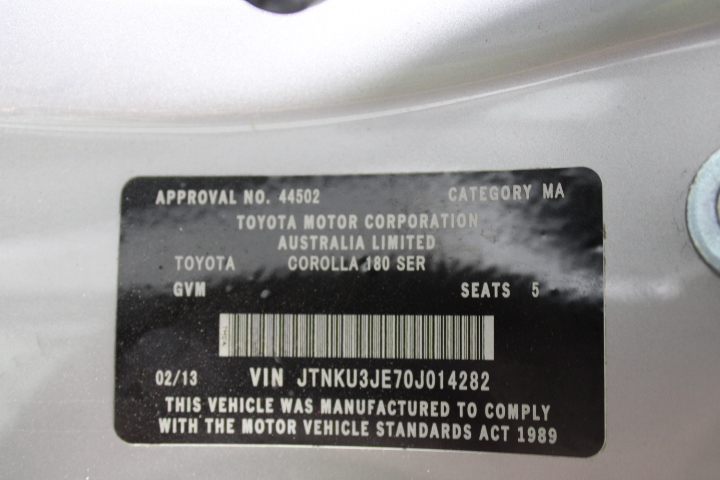 APPROVAL NO. 44502 CATEGORY MA
TOYOTA MOTOR CORPORATION
AUSTRALIA LIMITED
TOYOTA COROLLA 180 SER
GVM SEATS 5
02/13 VIN JTNKU3JE70J014282
THIS VEHICLE WAS MANUFACTURED TO COMPLY
WITH THE MOTOR VEHICLE STANDARDS ACT 1989